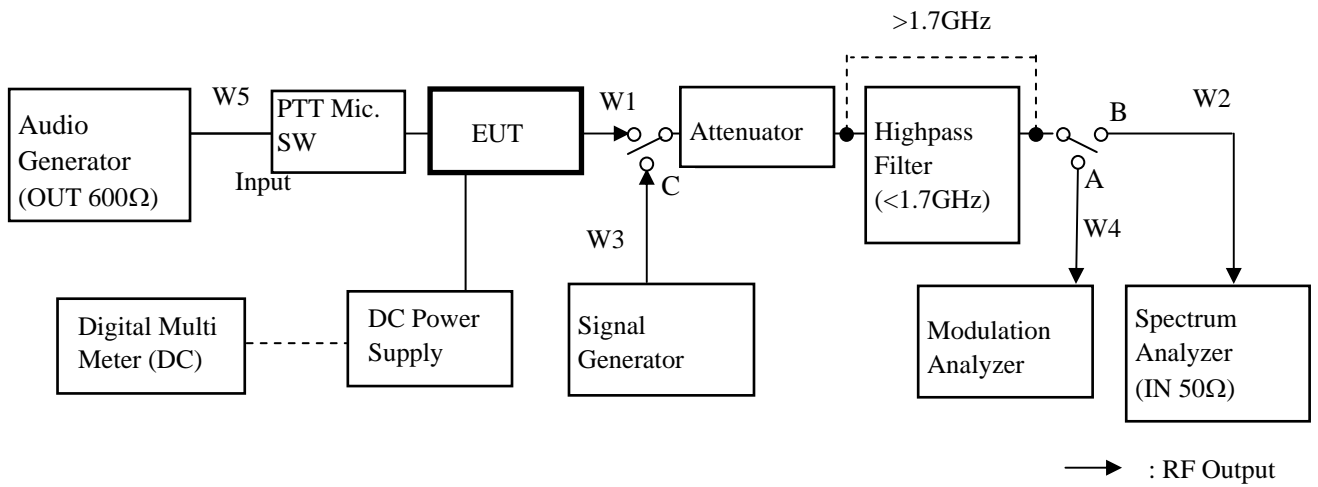 >1.7GHz
W5
W1
W2
Audio
Generator
(OUT 600Ω)
Input
PTT Mic.
SW
EUT
C
Attenuator
Highpass
Filter
(<1.7GHz)
B
A
W3
W4
Digital Multi
Meter (DC)
DC Power
Supply
Signal
Generator
Modulation
Analyzer
Spectrum
Analyzer
(IN 50Ω)
: RF Output